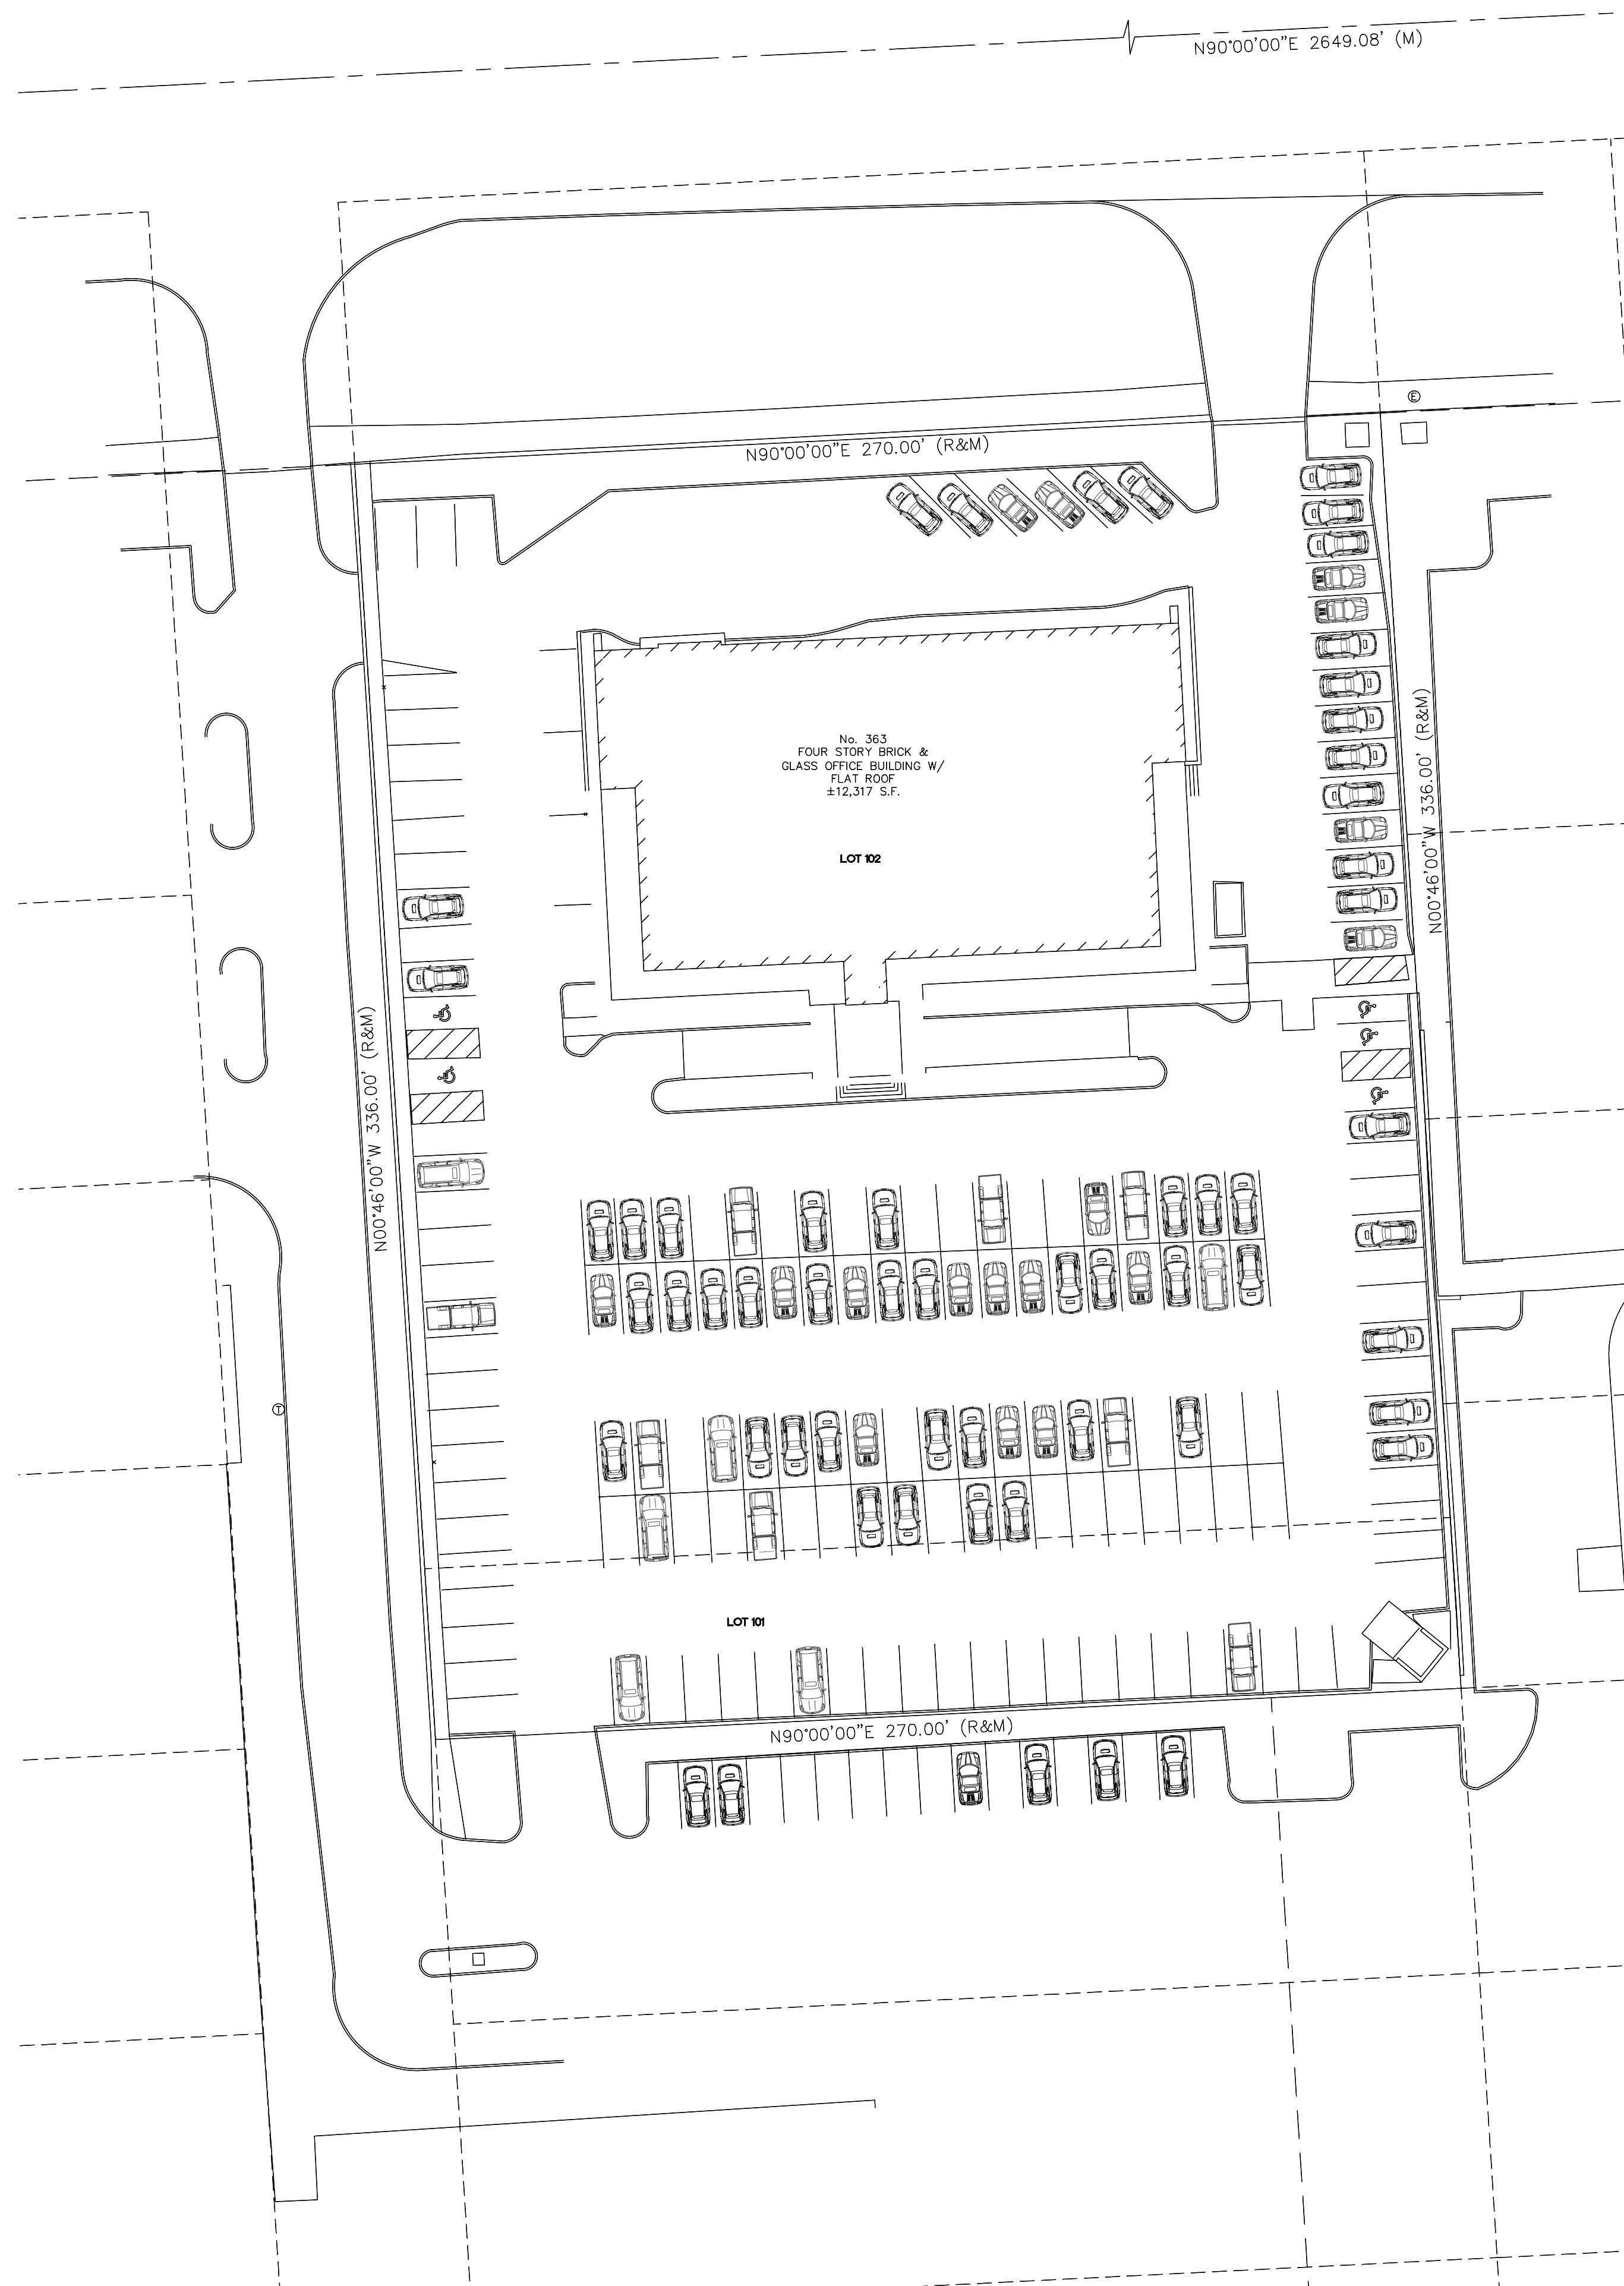 N90°00'00"E 2649.08' (M)
N90°00'00"E 270.00' (R&M)
E
No. 363
FOUR STORY BRICK &
GLASS OFFICE BUILDING W/
FLAT ROOF
±12,317 S.F.
LOT 102
N00°46'00"W 336.00' (R&M)
N00°46'00"W 336.00' (R&M)
T
LOT 101
N90°00'00"E 270.00' (R&M)